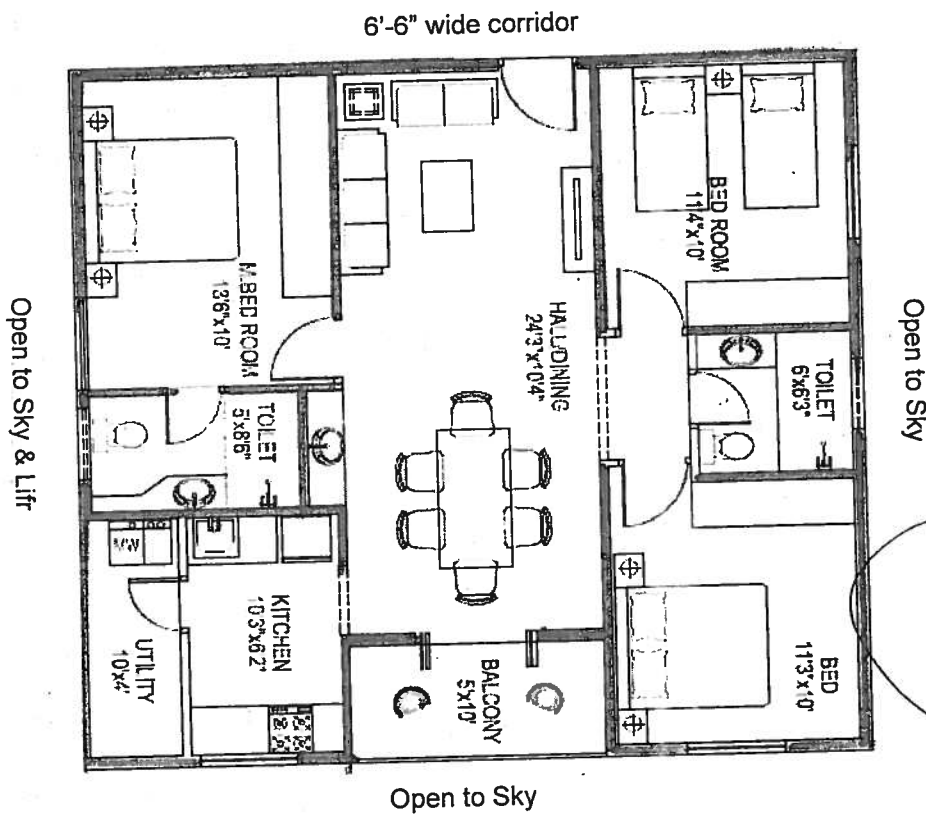 6'-6" wide corridor
BED ROOM
11'4"x10'
M.BED ROOM
13'6"x10'
HALL/DINING
24'3"x10'4"
TOILET
6'x6'3"
TOILET
5'x8'6"
Open to Sky & Lifr
Open to Sky
MW
KITCHEN
10'3"x6'2"
UTILITY
10'x4'
BALCONY
5'x10'
BED
11'3"x10'
Open to Sky